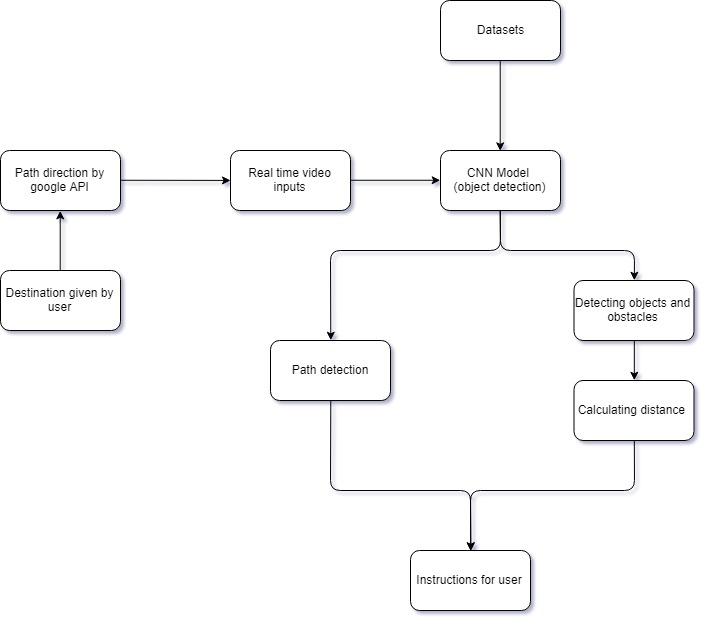 Datasets
Path direction by
google API
Real time video
inputs
CNN Model
(object detection)
Destination given by
user
Detecting objects and
obstacles
Path detection
Calculating distance
Instructions for user